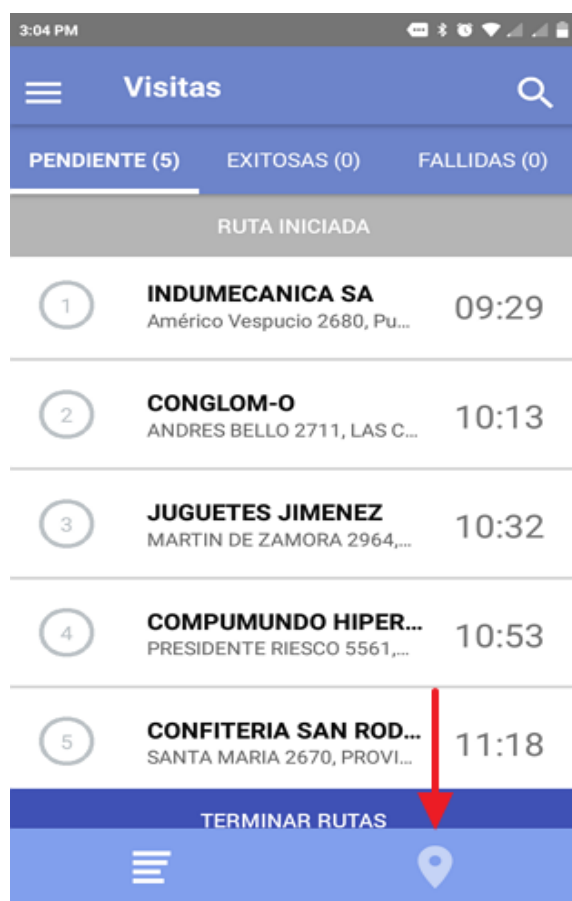 3:04 PM
Visitas
PENDIENTE (5) EXITOSAS (0) FALLIDAS (0)
RUTA INICIADA
1 INDUMECANICA SA 09:29
Américo Vespucio 2680, Pu...
2 CONGLOM-O 10:13
ANDRES BELLO 2711, LAS C...
3 JUGUETES JIMENEZ 10:32
MARTIN DE ZAMORA 2964,...
4 COMPUMUNDO HIPER... 10:53
PRESIDENTE RIESCO 5561,...
5 CONFITERIA SAN ROD... 11:18
SANTA MARIA 2670, PROVI...
TERMINAR RUTAS